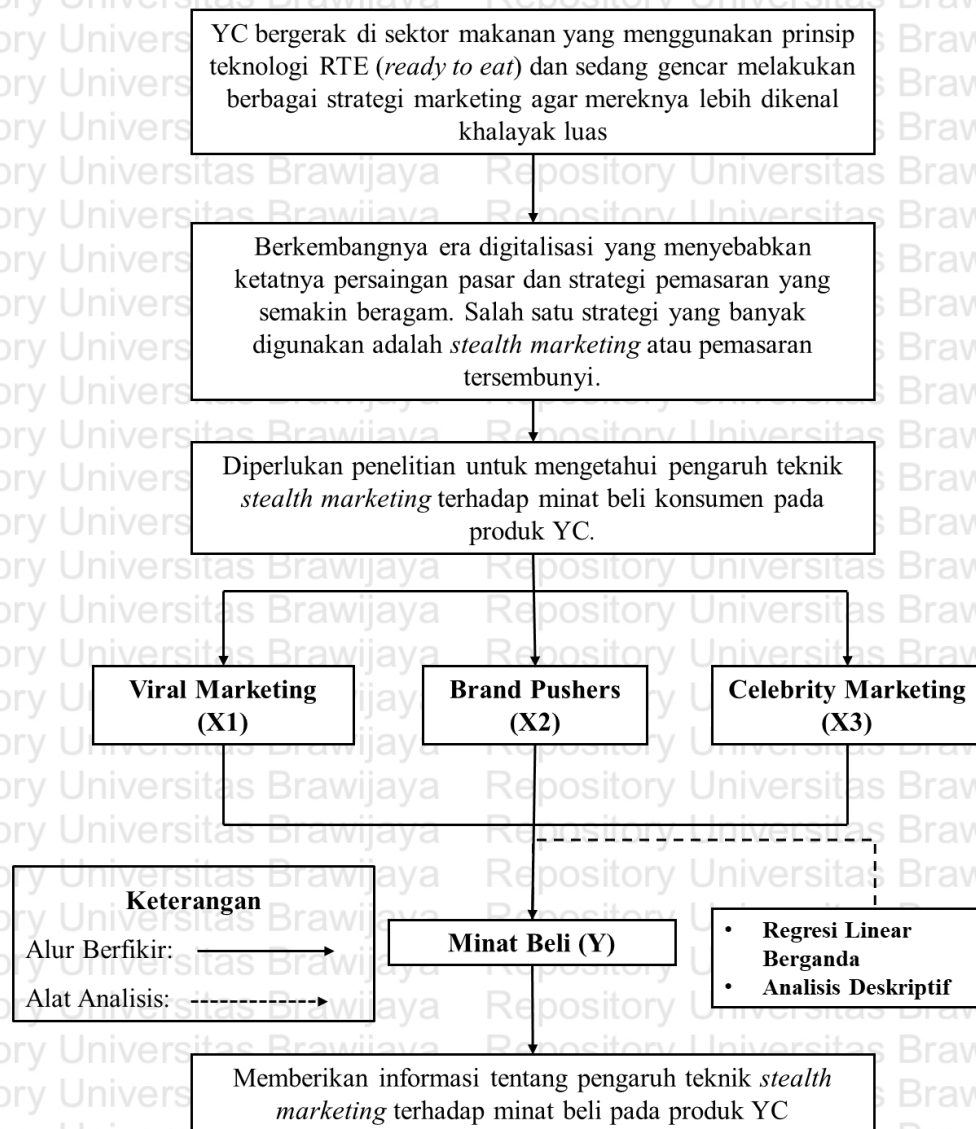 YC bergerak di sektor makanan yang menggunakan prinsip
teknologi RTE (ready to eat) dan sedang gencar melakukan
berbagai strategi marketing agar mereknya lebih dikenal
khalayak luas
Berkembangnya era digitalisasi yang menyebabkan
ketatnya persaingan pasar dan strategi pemasaran yang
semakin beragam. Salah satu strategi yang banyak
digunakan adalah stealth marketing atau pemasaran
tersembunyi.
Diperlukan penelitian untuk mengetahui pengaruh teknik
stealth marketing terhadap minat beli konsumen pada
produk YC.
Viral Marketing
(X1)
Brand Pushers
(X2)
Celebrity Marketing
(X3)
Keterangan
Alur Berfikir:
Alat Analisis:
Minat Beli (Y)
• Regresi Linear
Berganda
• Analisis Deskriptif
Memberikan informasi tentang pengaruh teknik stealth
marketing terhadap minat beli pada produk YC
Repository Universitas Brawijaya